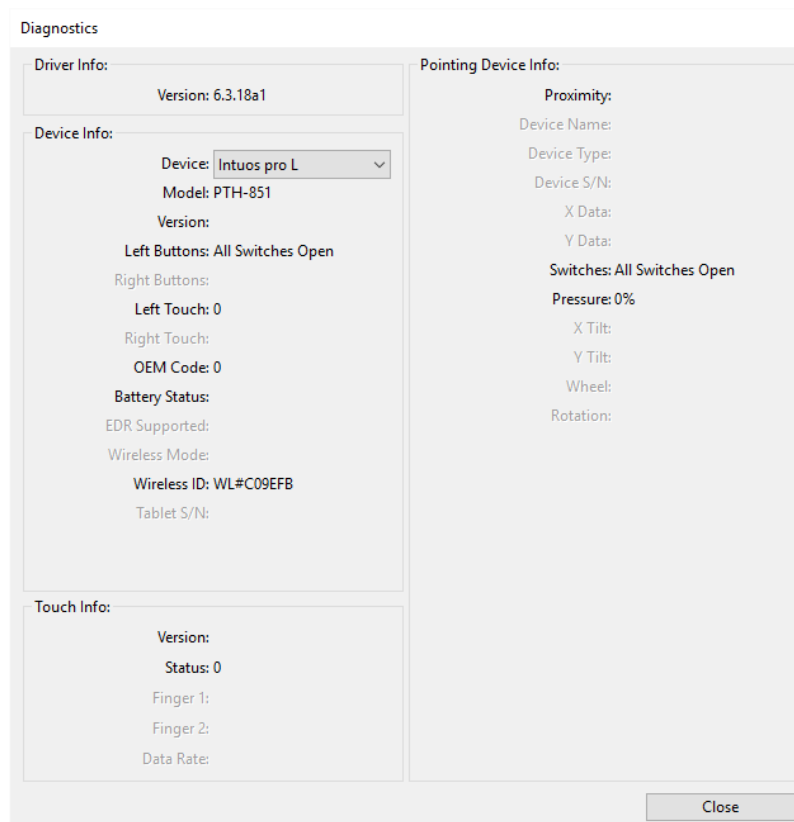 Diagnostics
Driver Info:
Version: 6.3.18a1
Device Info:
Device: Intuos pro L
Model: PTH-851
Version:
Left Buttons: All Switches Open
Right Buttons:
Left Touch: 0
Right Touch:
OEM Code: 0
Battery Status:
EDR Supported:
Wireless Mode:
Wireless ID: WL#C09EFB
Tablet S/N:
Touch Info:
Version:
Status: 0
Finger 1:
Finger 2:
Data Rate:
Pointing Device Info:
Proximity:
Device Name:
Device Type:
Device S/N:
X Data:
Y Data:
Switches: All Switches Open
Pressure: 0%
X Tilt:
Y Tilt:
Wheel:
Rotation:
Close